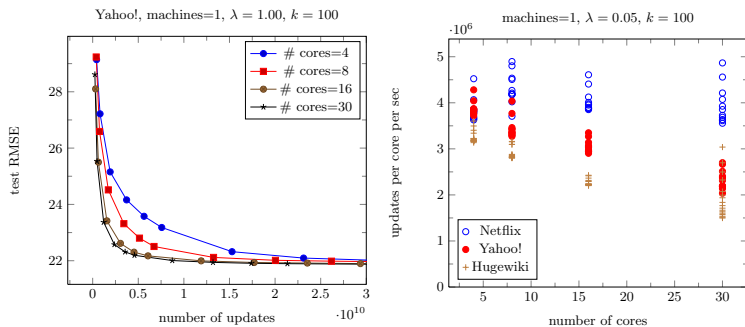 Yahoo!, machines=1, λ = 1.00, k = 100
test RMSE
30
28
26
24
22
0
0.5
1
1.5
2
2.5
3
·10^10
number of updates
# cores=4
# cores=8
# cores=16
# cores=30
machines=1, λ = 0.05, k = 100
·10^6
updates per core per sec
5
4
3
2
1
0
5
10
15
20
25
30
number of cores
Netflix
Yahoo!
Hugewiki